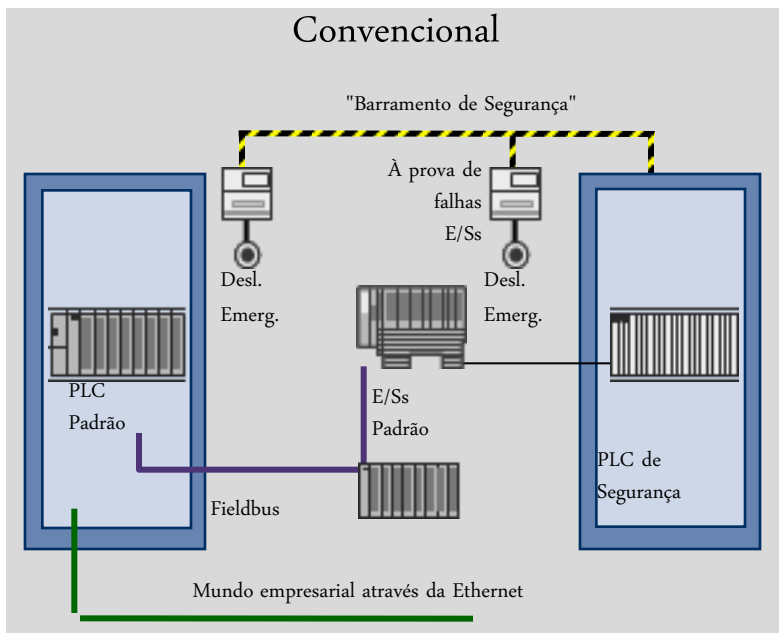 Convencional
"Barramento de Segurança"
À prova de
falhas
E/Ss
Desl.
Emerg.
Desl.
Emerg.
PLC
Padrão
E/Ss
Padrão
PLC de
Segurança
Fieldbus
Mundo empresarial através da Ethernet